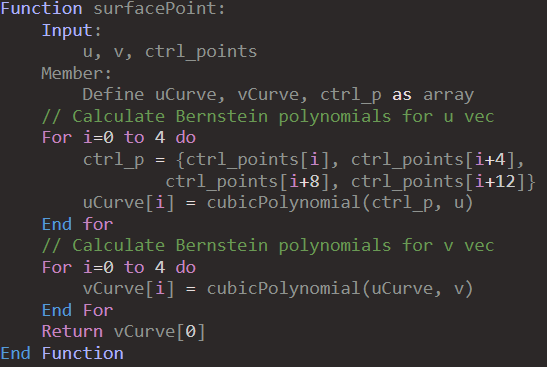 Function surfacePoint:
Input:
u, v, ctrl_points
Member:
Define uCurve, vCurve, ctrl_p as array
// Calculate Bernstein polynomials for u vec
For i=0 to 4 do
ctrl_p = {ctrl_points[i], ctrl_points[i+4],
ctrl_points[i+8], ctrl_points[i+12]}
uCurve[i] = cubicPolynomial(ctrl_p, u)
End for
// Calculate Bernstein polynomials for v vec
For i=0 to 4 do
vCurve[i] = cubicPolynomial(uCurve, v)
End For
Return vCurve[0]
End Function